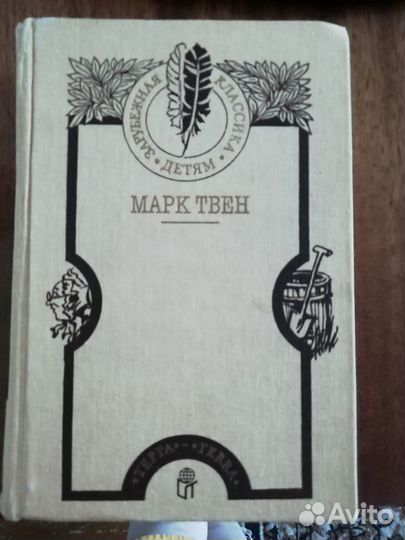 ЗАРУБЕЖНАЯ КЛАССИКА • ДЕТЯМ •
МАРК ТВЕН
«ТЕРРА»-«TERRA»
Avito